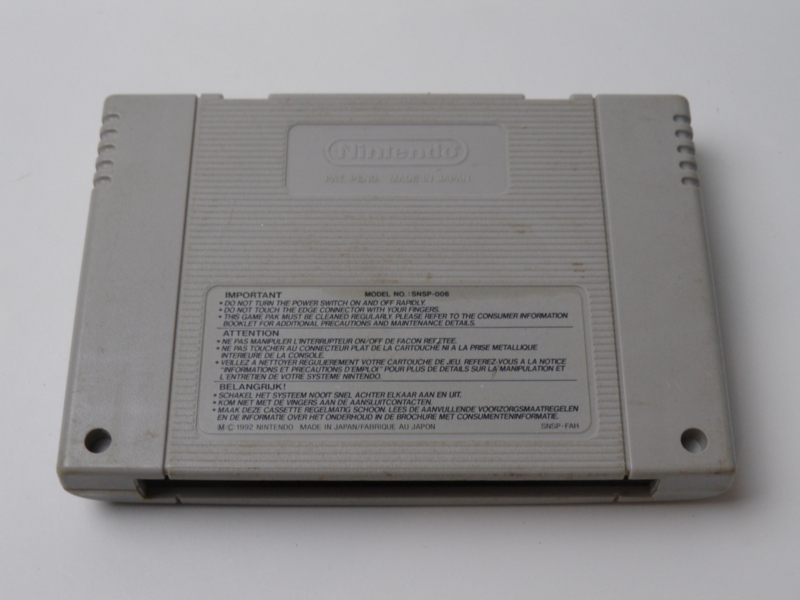 Nintendo
PAT. PEND. MADE IN JAPAN
IMPORTANT MODEL NO.: SNSP-006
• DO NOT TURN THE POWER SWITCH ON AND OFF RAPIDLY.
• DO NOT TOUCH THE EDGE CONNECTOR WITH YOUR FINGERS.
• THIS GAME PAK MUST BE CLEANED REGULARLY. PLEASE REFER TO THE CONSUMER INFORMATION
BOOKLET FOR ADDITIONAL PRECAUTIONS AND MAINTENANCE DETAILS.
ATTENTION
• NE PAS MANIPULER L'INTERRUPTEUR ON/OFF DE FACON REPETEE.
• NE PAS TOUCHER AU CONNECTEUR PLAT DE LA CARTOUCHE NI A LA PRISE METALLIQUE
INTERIEURE DE LA CONSOLE.
• VEILLEZ A NETTOYER REGULIEREMENT VOTRE CARTOUCHE DE JEU. REFEREZ-VOUS A LA NOTICE
"INFORMATIONS ET PRECAUTIONS D'EMPLOI" POUR PLUS DE DETAILS SUR LA MANIPULATION ET
L'ENTRETIEN DE VOTRE SYSTEME NINTENDO.
BELANGRIJK!
• SCHAKEL HET SYSTEEM NOOIT SNEL ACHTER ELKAAR AAN EN UIT.
• KOM NIET MET DE VINGERS AAN DE AANSLUITCONTACTEN.
• MAAK DEZE CASSETTE REGELMATIG SCHOON. LEES DE AANVULLENDE VOORZORGSMAATREGELEN
EN DE INFORMATIE OVER HET ONDERHOUD IN DE BROCHURE MET CONSUMENTENINFORMATIE.
M/C 1992 NINTENDO MADE IN JAPAN/FABRIQUE AU JAPON SNSP-FAH